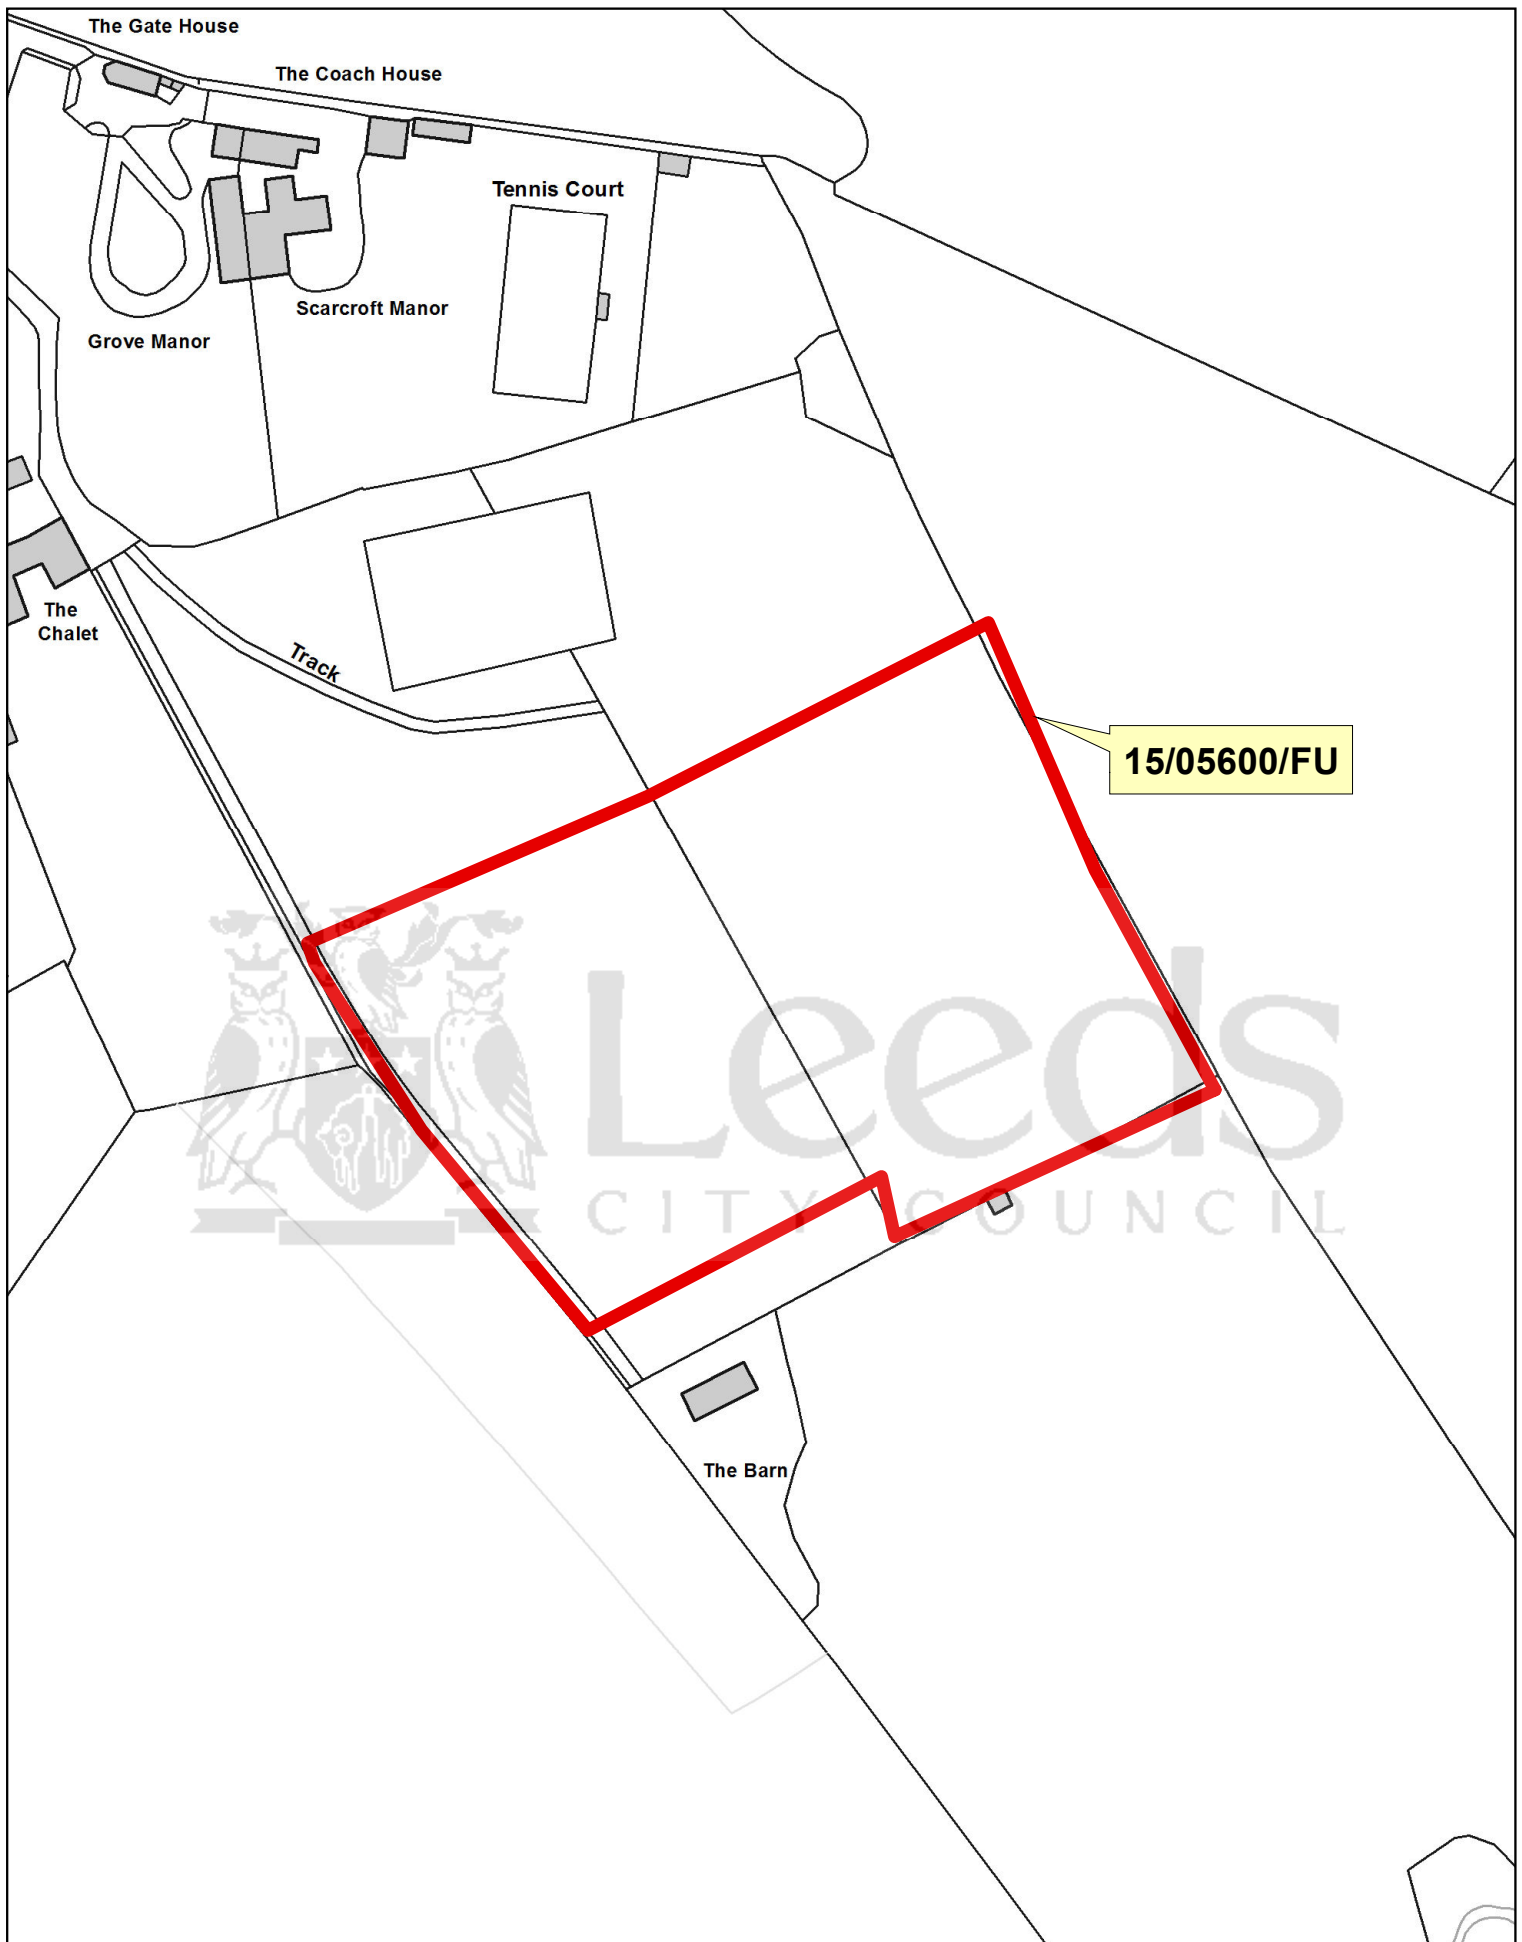 The Gate House
The Coach House
Tennis Court
Scarcroft Manor
Grove Manor
The
Chalet
Track
15/05600/FU
Leeds
CITY COUNCIL
The Barn